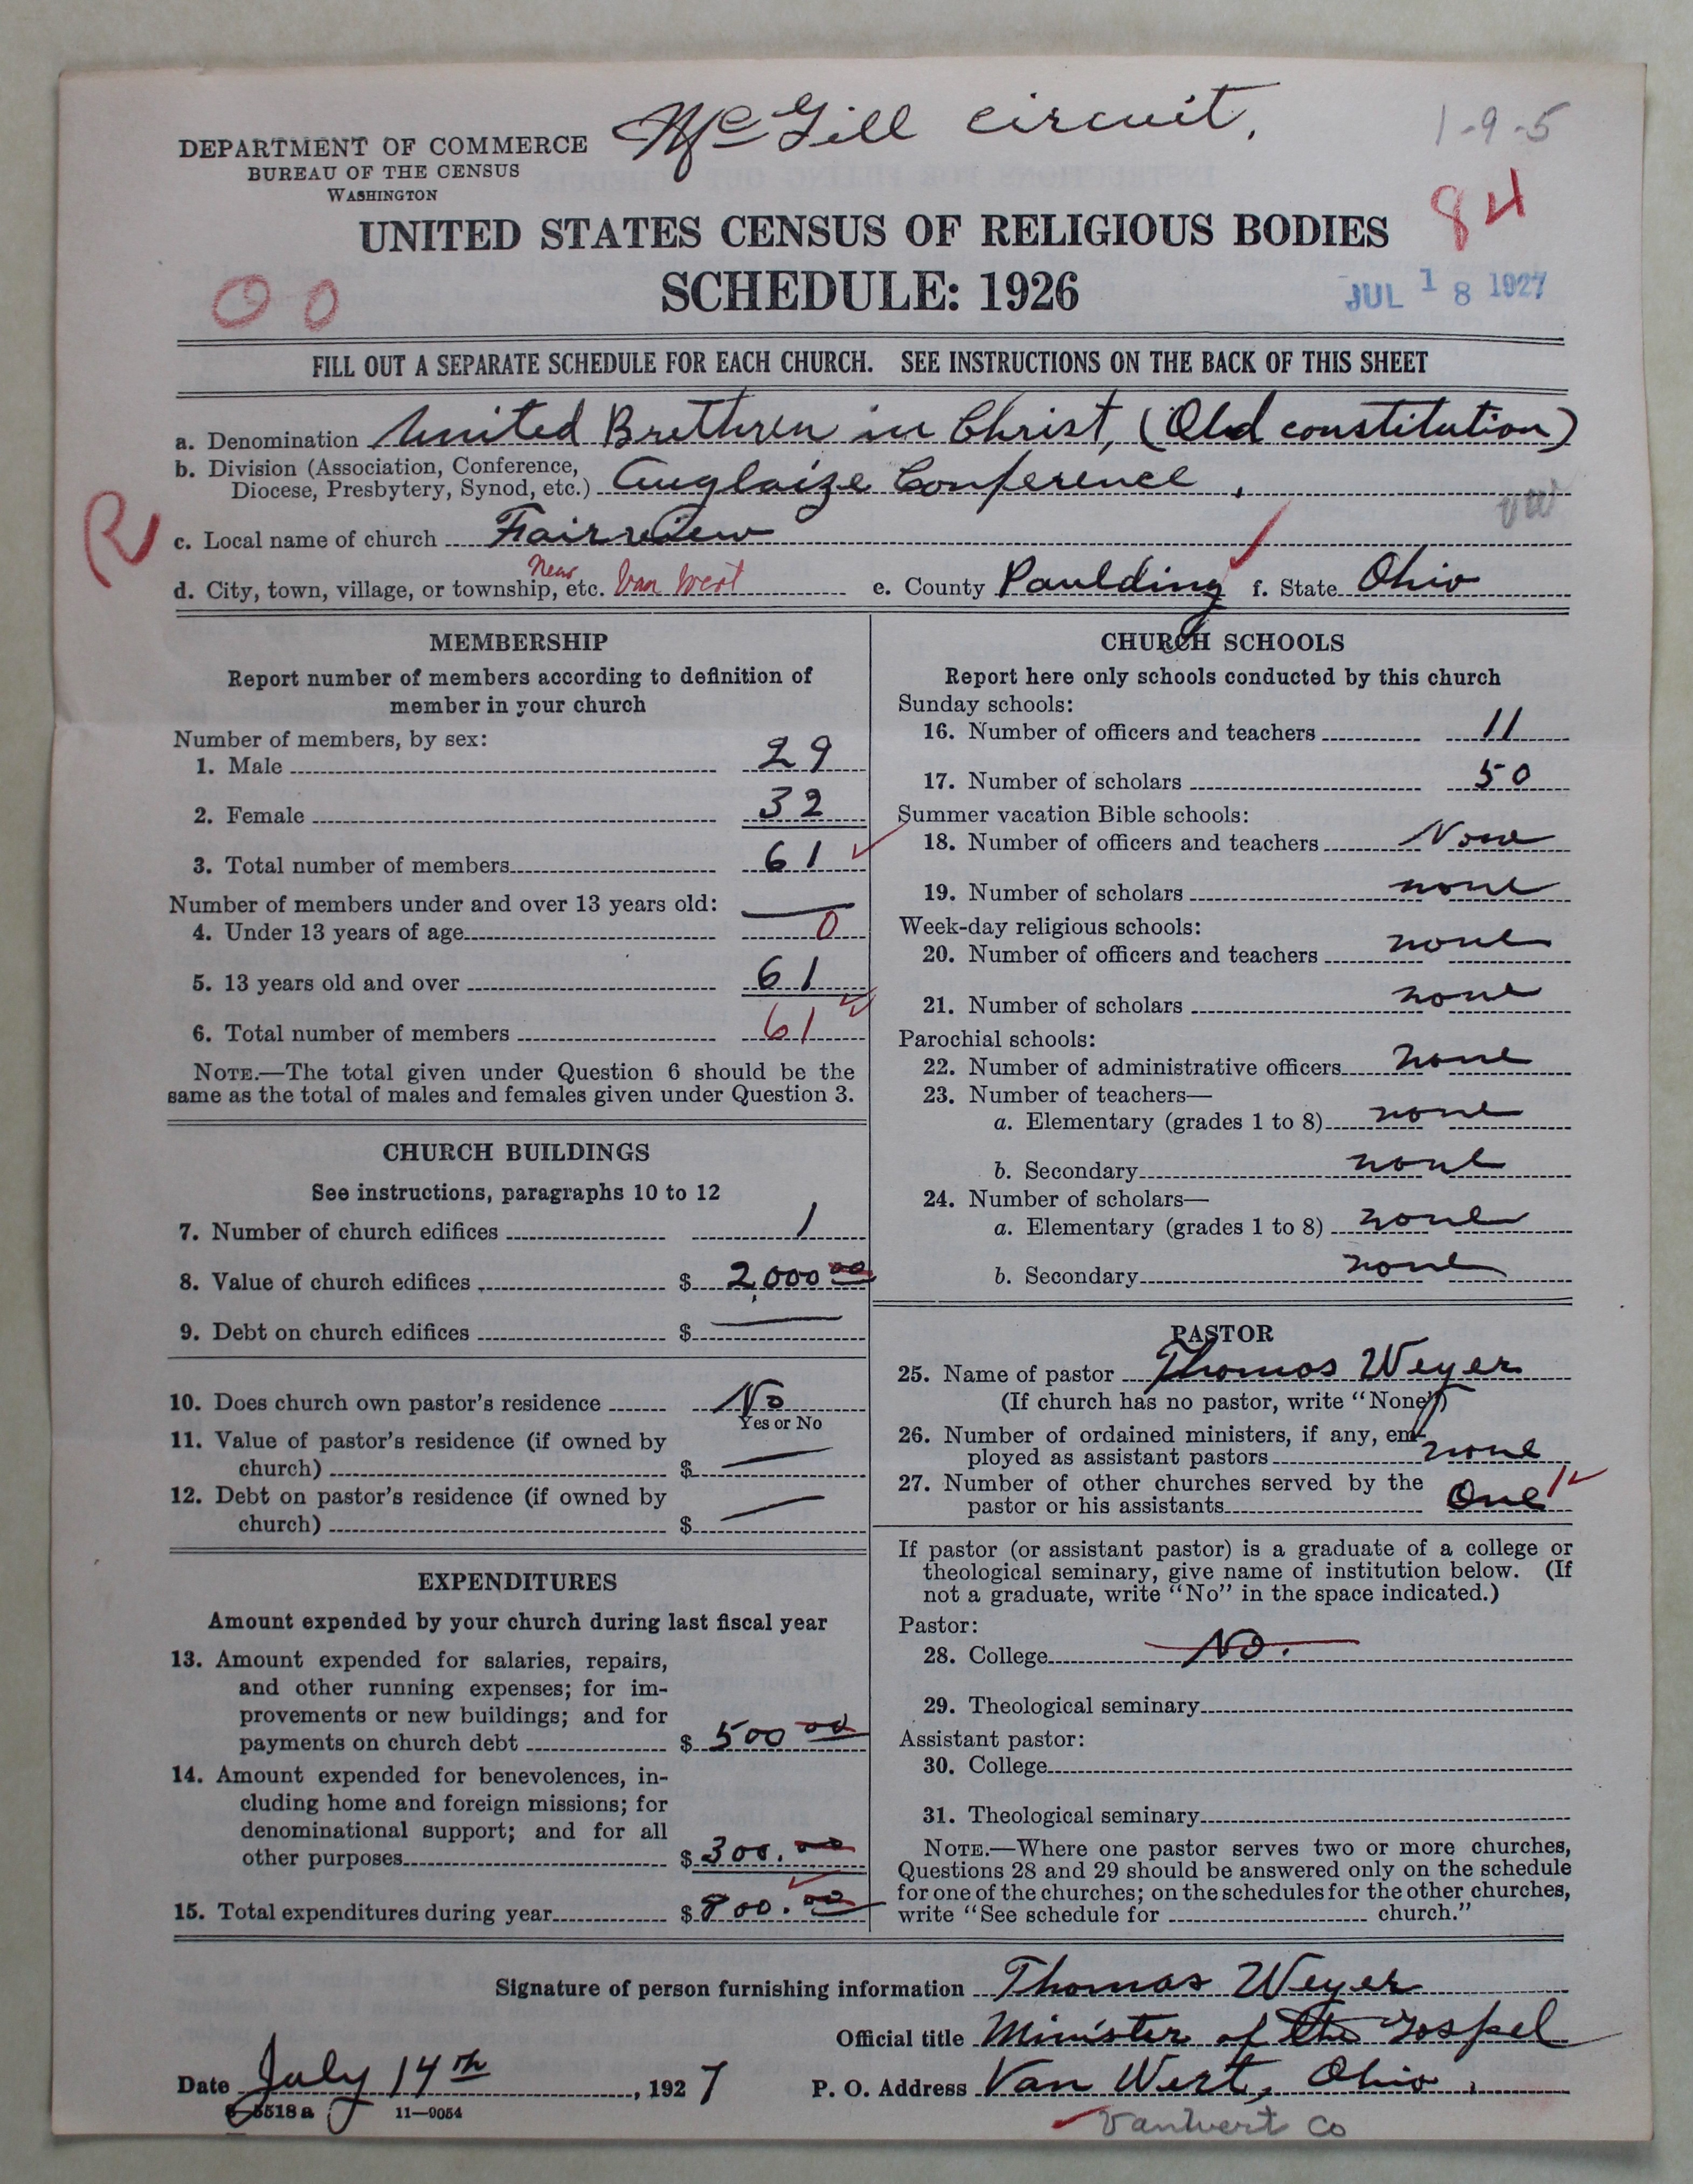 McGill circuit.
1-9-5
DEPARTMENT OF COMMERCE
BUREAU OF THE CENSUS
WASHINGTON
84
UNITED STATES CENSUS OF RELIGIOUS BODIES
SCHEDULE: 1926
00
JUL 18 1927
FILL OUT A SEPARATE SCHEDULE FOR EACH CHURCH. SEE INSTRUCTIONS ON THE BACK OF THIS SHEET
a. Denomination United Brethren in Christ, (Old constitution)
b. Division (Association, Conference,
Diocese, Presbytery, Synod, etc.) Auglaize Conference.
vw
R
c. Local name of church Fairview
d. City, town, village, or township, etc. Near Van Wert e. County Paulding f. State Ohio
MEMBERSHIP
Report number of members according to definition of
member in your church
Number of members, by sex:
1. Male 29
2. Female 32
3. Total number of members 61
Number of members under and over 13 years old:
4. Under 13 years of age 0
5. 13 years old and over 61
6. Total number of members 61
NOTE.—The total given under Question 6 should be the
same as the total of males and females given under Question 3.
CHURCH BUILDINGS
See instructions, paragraphs 10 to 12
7. Number of church edifices 1
8. Value of church edifices $ 2,000 00
9. Debt on church edifices $ —
10. Does church own pastor's residence No
Yes or No
11. Value of pastor's residence (if owned by
church) $ —
12. Debt on pastor's residence (if owned by
church) $ —
EXPENDITURES
Amount expended by your church during last fiscal year
13. Amount expended for salaries, repairs,
and other running expenses; for im-
provements or new buildings; and for
payments on church debt $ 500 00
14. Amount expended for benevolences, in-
cluding home and foreign missions; for
denominational support; and for all
other purposes $ 300.00
15. Total expenditures during year $ 800.00
CHURCH SCHOOLS
Report here only schools conducted by this church
Sunday schools:
16. Number of officers and teachers 11
17. Number of scholars 50
Summer vacation Bible schools:
18. Number of officers and teachers None
19. Number of scholars none
Week-day religious schools:
20. Number of officers and teachers none
21. Number of scholars none
Parochial schools:
22. Number of administrative officers none
23. Number of teachers—
a. Elementary (grades 1 to 8) none
b. Secondary none
24. Number of scholars—
a. Elementary (grades 1 to 8) none
b. Secondary none
PASTOR
25. Name of pastor Thomas Weyer
(If church has no pastor, write "None")
26. Number of ordained ministers, if any, em-
ployed as assistant pastors none
27. Number of other churches served by the
pastor or his assistants One 1
If pastor (or assistant pastor) is a graduate of a college or
theological seminary, give name of institution below. (If
not a graduate, write "No" in the space indicated.)
Pastor:
28. College No.
29. Theological seminary
Assistant pastor:
30. College
31. Theological seminary
NOTE.—Where one pastor serves two or more churches,
Questions 28 and 29 should be answered only on the schedule
for one of the churches; on the schedules for the other churches,
write "See schedule for church."
Signature of person furnishing information Thomas Weyer
Official title Minister of the Gospel
Date July 14th, 1927 P. O. Address Van Wert, Ohio.
8-5518a 11-9054
Van Wert Co